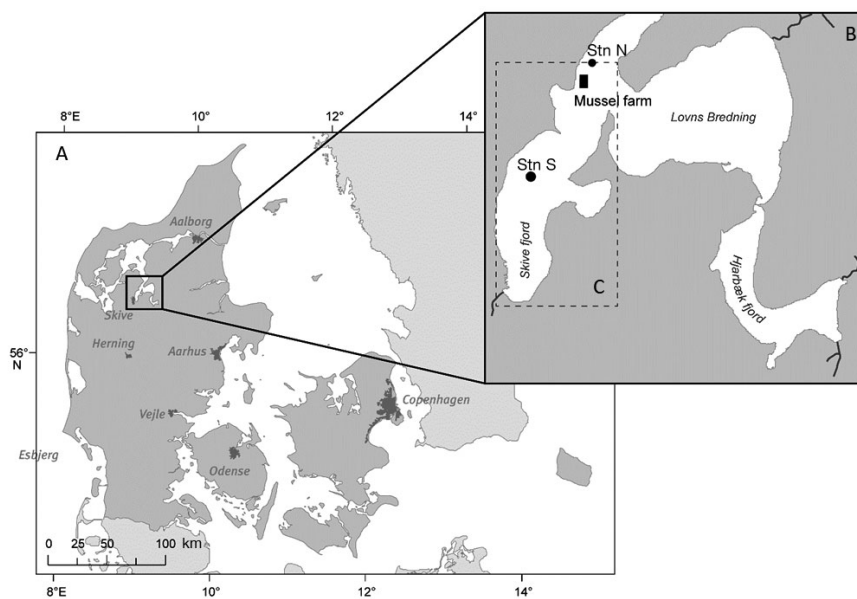 B
Stn N
Mussel farm
Lovns Bredning
Stn S
Skive fjord
C
Hjarbæk fjord
8°E
10°
12°
14°
A
Aalborg
Skive
Herning
Aarhus
56°
N
Copenhagen
Vejle
Esbjerg
Odense
0 25 50 100 km
8°E
10°
12°
14°